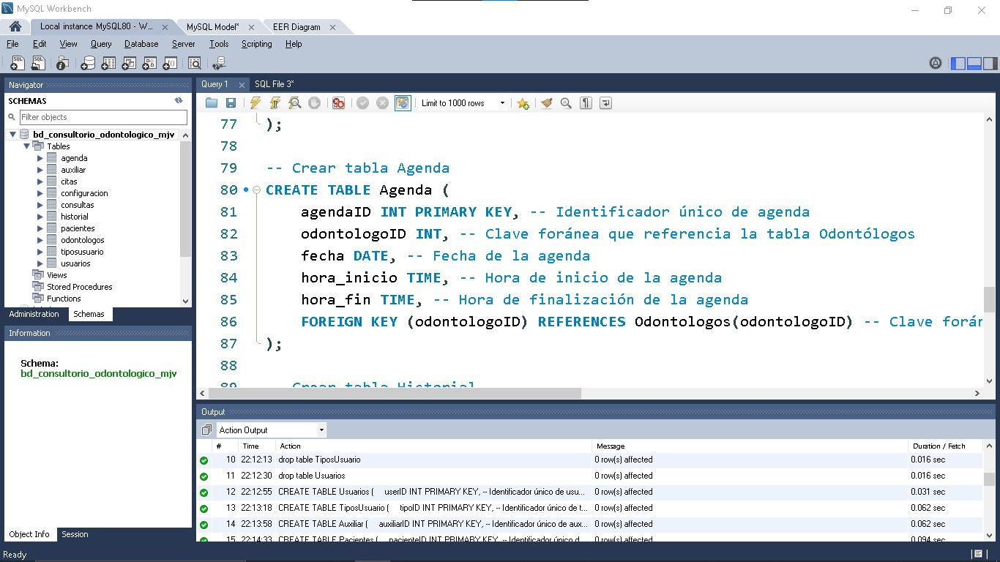 MySQL Workbench
Local instance MySQL80 - W... MySQL Model* EER Diagram
File Edit View Query Database Server Tools Scripting Help
Navigator
SCHEMAS
Filter objects
bd_consultorio_odontologico_mjv
Tables
agenda
auxiliar
citas
configuracion
consultas
historial
pacientes
odontologos
tiposusuario
usuarios
Views
Stored Procedures
Functions
Administration Schemas
Information
Schema:
bd_consultorio_odontologico_mjv
Object Info Session
Ready
Query 1 SQL File 3*
Limit to 1000 rows
77 );
78
79 -- Crear tabla Agenda
80 CREATE TABLE Agenda (
81 agendaID INT PRIMARY KEY, -- Identificador único de agenda
82 odontologoID INT, -- Clave foránea que referencia la tabla Odontólogos
83 fecha DATE, -- Fecha de la agenda
84 hora_inicio TIME, -- Hora de inicio de la agenda
85 hora_fin TIME, -- Hora de finalización de la agenda
86 FOREIGN KEY (odontologoID) REFERENCES Odontologos(odontologoID) -- Clave forán
87 );
88
89 -- Crear tabla Historial
Output
Action Output
# Time Action Message Duration / Fetch
10 22:12:13 drop table TiposUsuario 0 row(s) affected 0.016 sec
11 22:12:30 drop table Usuarios 0 row(s) affected 0.016 sec
12 22:12:55 CREATE TABLE Usuarios ( userID INT PRIMARY KEY, -- Identificador único de usu... 0 row(s) affected 0.031 sec
13 22:13:18 CREATE TABLE TiposUsuario ( tipoID INT PRIMARY KEY, -- Identificador único de t... 0 row(s) affected 0.062 sec
14 22:13:58 CREATE TABLE Auxiliar ( auxiliarID INT PRIMARY KEY, -- Identificador único de aux... 0 row(s) affected 0.062 sec
15 22:14:33 CREATE TABLE Pacientes ( pacienteID INT PRIMARY KEY, -- Identificador único d... 0 row(s) affected 0.094 sec